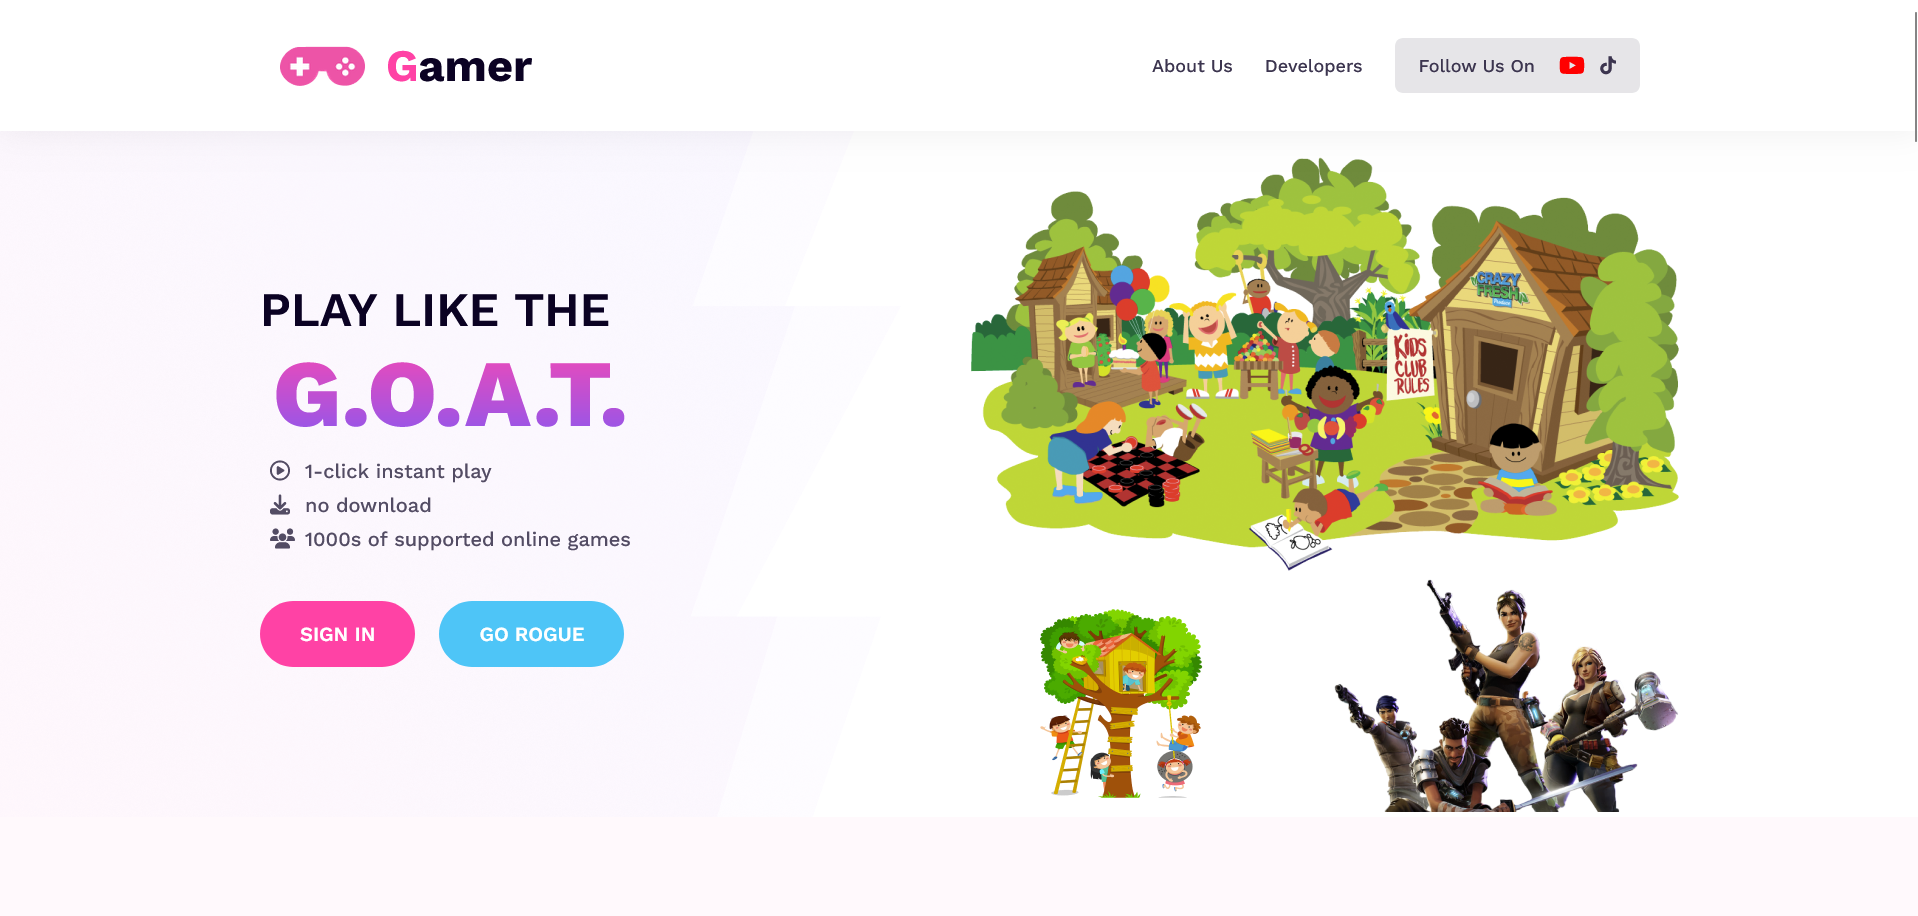 Gamer
About Us
Developers
Follow Us On
PLAY LIKE THE
G.O.A.T.
1-click instant play
no download
1000s of supported online games
SIGN IN
GO ROGUE
CRAZY
FRESH
KiDS
CLUB
RULES